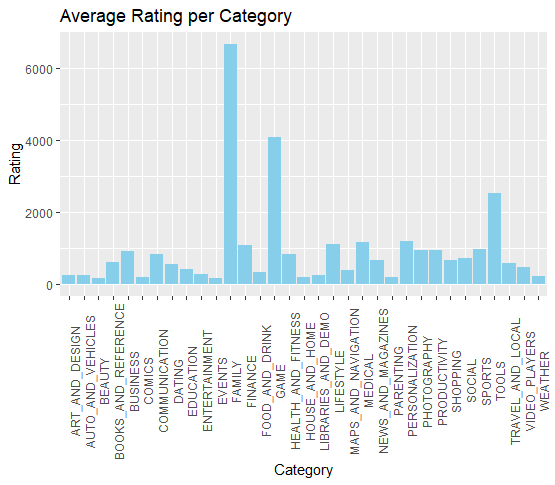 Average Rating per Category
Rating
6000
4000
2000
0
ART_AND_DESIGN
AUTO_AND_VEHICLES
BEAUTY
BOOKS_AND_REFERENCE
BUSINESS
COMICS
COMMUNICATION
DATING
EDUCATION
ENTERTAINMENT
EVENTS
FAMILY
FINANCE
FOOD_AND_DRINK
GAME
HEALTH_AND_FITNESS
HOUSE_AND_HOME
LIBRARIES_AND_DEMO
LIFESTYLE
MAPS_AND_NAVIGATION
MEDICAL
NEWS_AND_MAGAZINES
PARENTING
PERSONALIZATION
PHOTOGRAPHY
PRODUCTIVITY
SHOPPING
SOCIAL
SPORTS
TOOLS
TRAVEL_AND_LOCAL
VIDEO_PLAYERS
WEATHER
Category